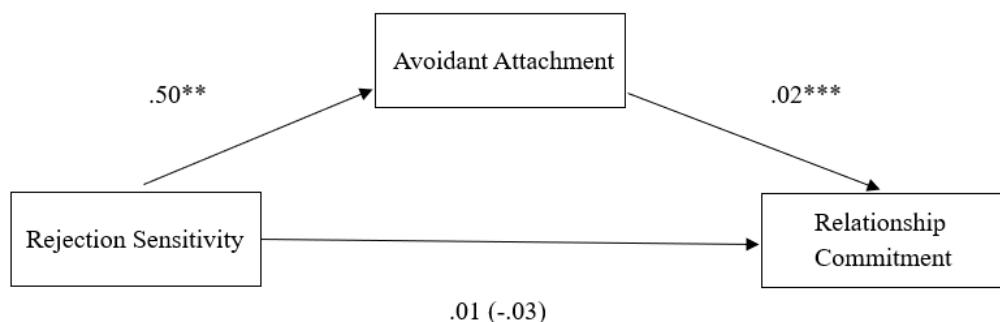 Avoidant Attachment
.50**
.02***
Rejection Sensitivity
Relationship
Commitment
.01 (-.03)